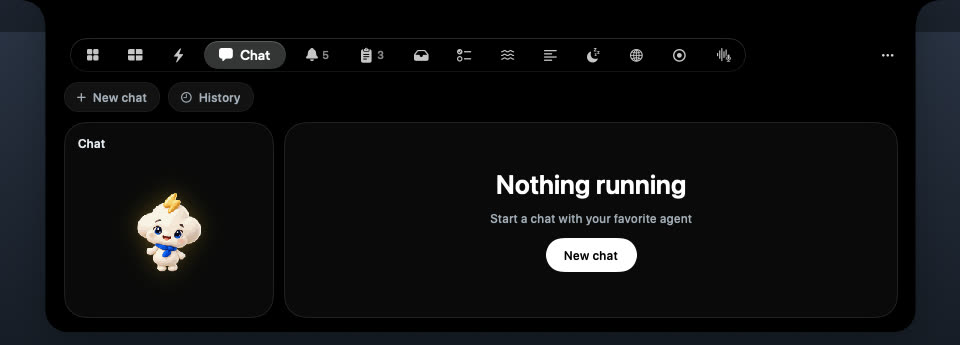 Chat
5
3
New chat
History
Chat
Nothing running
Start a chat with your favorite agent
New chat